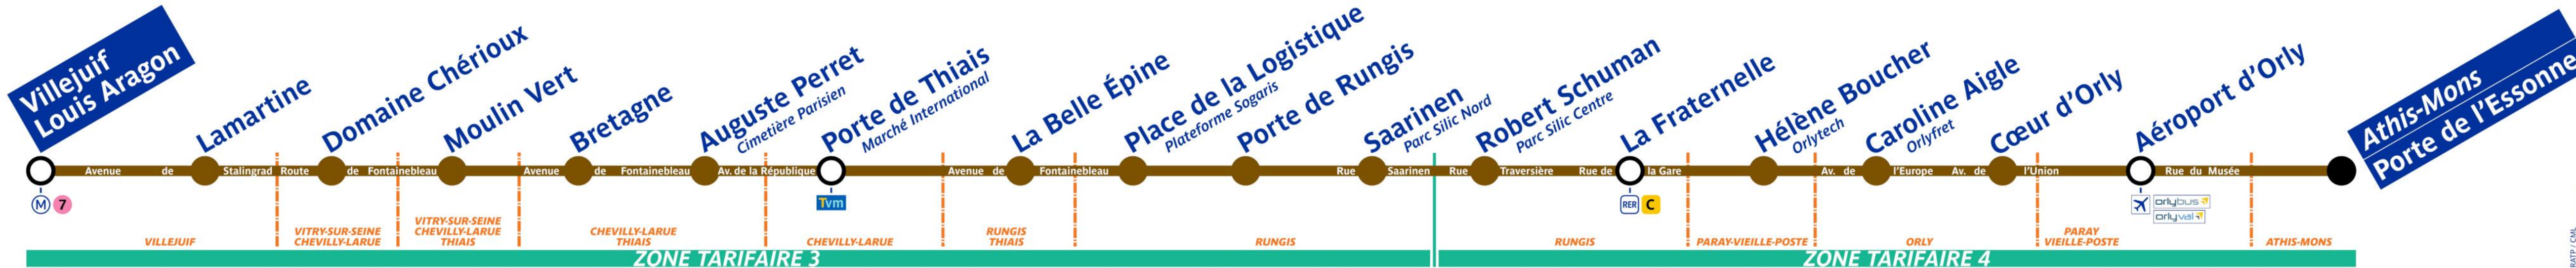 Villejuif
Louis Aragon
Lamartine
Domaine Chérioux
Moulin Vert
Bretagne
Auguste Perret
Cimetière Parisien
Porte de Thiais
Marché International
La Belle Épine
Place de la Logistique
Plateforme Sogaris
Porte de Rungis
Saarinen
Parc Silic Nord
Robert Schuman
Parc Silic Centre
La Fraternelle
Hélène Boucher
Orlytech
Caroline Aigle
Orlyfret
Cœur d'Orly
Aéroport d'Orly
Athis-Mons
Porte de l'Essonne
Avenue de Stalingrad Route de Fontainebleau Avenue de Fontainebleau Av. de la République Avenue de Fontainebleau Rue Saarinen Rue Traversière Rue de la Gare Av. de l'Europe Av. de l'Union Rue du Musée
M 7
Tvm
RER C
orlybus
orlyval
VILLEJUIF
VITRY-SUR-SEINE
CHEVILLY-LARUE
VITRY-SUR-SEINE
CHEVILLY-LARUE
THIAIS
CHEVILLY-LARUE
THIAIS
CHEVILLY-LARUE
RUNGIS
THIAIS
RUNGIS
RUNGIS
PARAY-VIEILLE-POSTE
ORLY
PARAY
VIEILLE-POSTE
ATHIS-MONS
ZONE TARIFAIRE 3
ZONE TARIFAIRE 4
RATP / CML